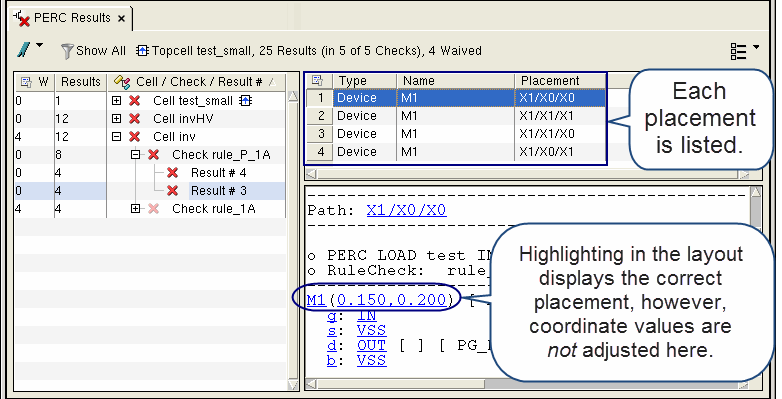 PERC Results ×
Show All Topcell test_small, 25 Results (in 5 of 5 Checks), 4 Waived
W Results Cell / Check / Result #
0 1 Cell test_small
0 12 Cell invHV
4 12 Cell inv
0 8 Check rule_P_1A
0 4 Result # 4
0 4 Result # 3
4 4 Check rule_1A
Type Name Placement
1 Device M1 X1/X0/X0
2 Device M1 X1/X1/X1
3 Device M1 X1/X1/X0
4 Device M1 X1/X0/X1
Each
placement
is listed.
Path: X1/X0/X0
o PERC LOAD test IN
o RuleCheck: rule_
M1(0.150,0.200) [
g: IN
s: VSS
d: OUT [ ] [ PG_
b: VSS
Highlighting in the layout
displays the correct
placement, however,
coordinate values are
not adjusted here.